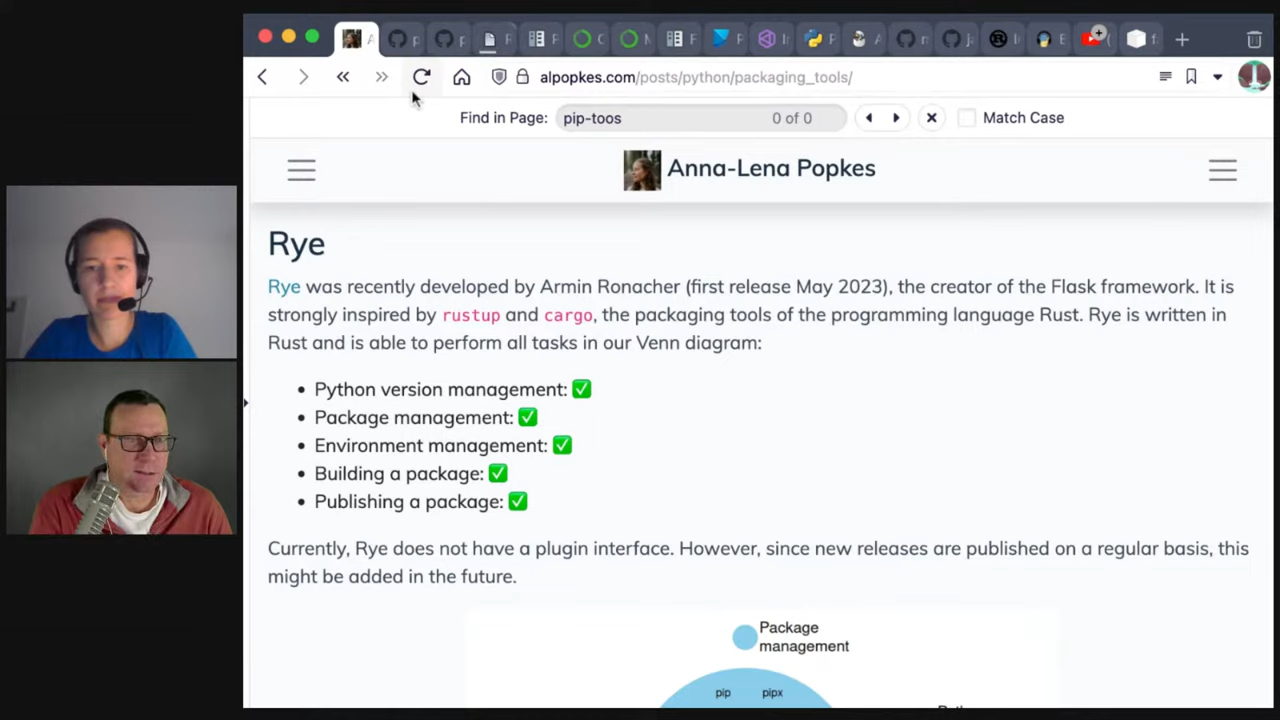 alpopkes.com/posts/python/packaging_tools/
Find in Page: pip-toos 0 of 0 Match Case
Anna-Lena Popkes
Rye
Rye was recently developed by Armin Ronacher (first release May 2023), the creator of the Flask framework. It is
strongly inspired by rustup and cargo, the packaging tools of the programming language Rust. Rye is written in
Rust and is able to perform all tasks in our Venn diagram:
• Python version management: ✅
• Package management: ✅
• Environment management: ✅
• Building a package: ✅
• Publishing a package: ✅
Currently, Rye does not have a plugin interface. However, since new releases are published on a regular basis, this
might be added in the future.
Package
management
pip pipx